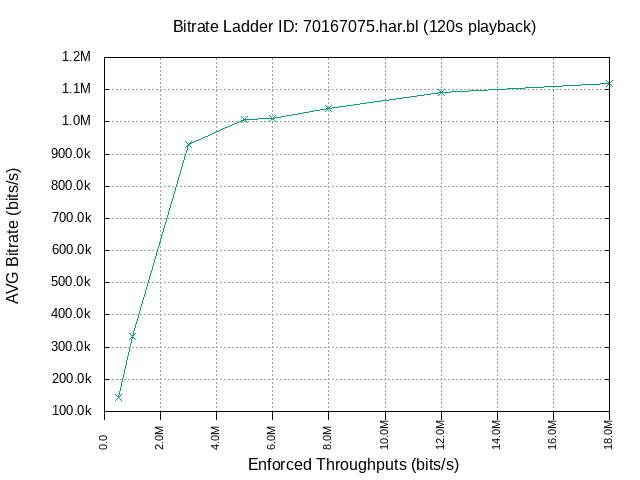 Bitrate Ladder ID: 70167075.har.bl (120s playback)
1.2M
1.1M
1.0M
900.0k
800.0k
700.0k
600.0k
500.0k
400.0k
300.0k
200.0k
100.0k
AVG Bitrate (bits/s)
0.0 2.0M 4.0M 6.0M 8.0M 10.0M 12.0M 14.0M 16.0M 18.0M
Enforced Throughputs (bits/s)